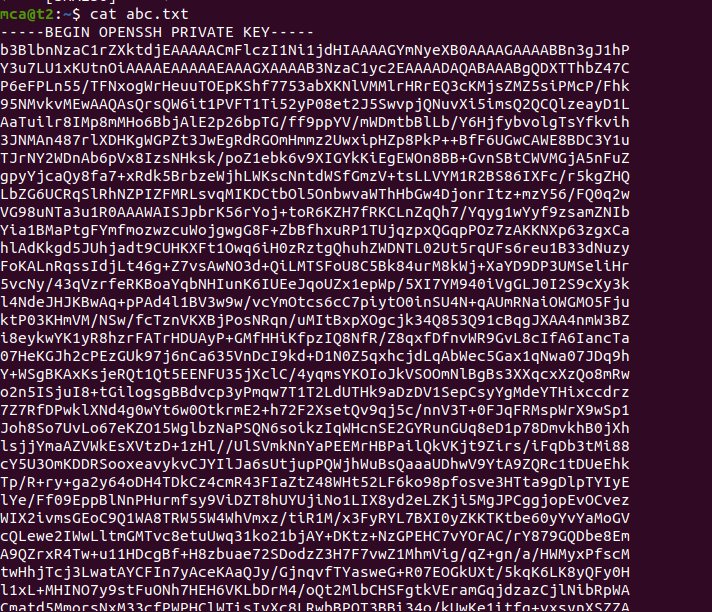 mca@t2:~$ cat abc.txt
-----BEGIN OPENSSH PRIVATE KEY-----
b3BlbnNzaC1rZXktdjEAAAAACmFlczI1Ni1jdHIAAAAGYmNyeXB0AAAAGAAAABBn3gJ1hP
Y3u7LU1xKUtnOiAAAAEAAAAAEAAAGXAAAAB3NzaC1yc2EAAAADAQABAAABgQDXTThbZ47C
P6eFPLn55/TFNxogWrHeuuTOEpKShf7753abXKNlVMMlrHRrEQ3cKMjsZMZ5siPMcP/Fhk
95NMvkvMEwAAQAsQrsQW6it1PVFT1Ti52yP08et2J5SwvpjQNuvXi5imsQ2QCQlzeayD1L
AaTuilr8IMp8mMHo6BbjAlE2p26bpTG/ff9ppYV/mWDmtbBlLb/Y6HjfybvolgTsYfkvih
3JNMAn487rlXDHKgWGPZt3JwEgRdRGOmHmmz2UwxipHZp8PkP++BfF6UGwCAWE8BDC3Y1u
TJrNY2WDnAb6pVx8IzsNHksk/poZ1ebk6v9XIGYkKiEgEWOn8BB+GvnSBtCWVMGjA5nFuZ
gpyYjcaQy8fa7+xRdk5BrbzeWjhLWKscNntdWSfGmzV+tsLLVYM1R2BS86IXFc/r5kgZHQ
LbZG6UCRqSlRhNZPIZFMRLsvqMIKDCtbOl5OnbwvaWThHbGw4DjonrItz+mzY56/FQ0q2w
VG98uNTa3u1R0AAAWAISJpbrK56rYoj+toR6KZH7fRKCLnZqQh7/Yqyg1wYyf9zsamZNIb
Yia1BMaPtgFYmfmozwzcuWojgwgG8F+ZbBfhxuRP1TUjqzpxQGqpPOz7zAKKNXp63zgxCa
hlAdKkgd5JUhjadt9CUHKXFt1Owq6iH0zRztgQhuhZWDNTL02Ut5rqUFs6reu1B33dNuzy
FoKALnRqssIdjLt46g+Z7vsAwNO3d+QiLMTSFoU8C5Bk84urM8kWj+XaYD9DP3UMSeliHr
5vcNy/43qVzrfeRKBoaYqbNHIunK6IUEeJqoUZx1epWp/5XI7YM940iVgGLJ0I2S9cXy3k
l4NdeJHJKBwAq+pPAd4l1BV3w9w/vcYmOtcs6cC7piytO0inSU4N+qAUmRNaiOWGMO5Fju
ktP03KHmVM/NSw/fcTznVKXBjPosNRqn/uMItBxpXOgcjk34Q853Q91cBqgJXAA4nmW3BZ
i8eykwYK1yR8hzrFATrHDUAyP+GMfHHiKfpzIQ8NfR/Z8qxfDfnvWR9GvL8cIfA6IancTa
07HeKGJh2cPEzGUk97j6nCa635VnDcI9kd+D1N0Z5qxhcjdLqAbWec5Gax1qNwa07JDq9h
Y+WSgBKAxKsjeRQt1Qt5EENFU35jXclC/4yqmsYKOIoJkVSOOmNlBgBs3XXqcxXzQo8mRw
o2n5ISjuI8+tGilogsgBBdvcp3yPmqw7T1T2LdUTHk9aDzDV1SepCsyYgMdeYTHixccdrz
7Z7RfDPwklXNd4g0wYt6w0OtkrmE2+h72F2XsetQv9qj5c/nnV3T+0FJqFRMspWrX9wSp1
Joh8So7UvLo67eKZO15WglbzNaPSQN6soikzIqWHcnSE2GYRunGUq8eD1p78DmvkhB0jXh
lsjjYmaAZVWkEsXVtzD+1zHl//UlSVmkNnYaPEEMrHBPailQkVKjt9Zirs/iFqDb3tMi88
cY5U3OmKDDRSooxeavykvCJYIlJa6sUtjupPQWjhWuBsQaaaUDhwV9YtA9ZQRc1tDUeEhk
Tp/R+ry+ga2y64oDH4TDkCz4cmR43FIaZtZ48WHt52LF6ko98pfosve3HTta9gDlpTYIyE
lYe/Ff09EppBlNnPHurmfsy9ViDZT8hUYUjiNo1LIX8yd2eLZKji5MgJPCggjopEvOCvez
WIX2ivmsGEoC9Q1WA8TRW55W4WhVmxz/tiR1M/x3FyRYL7BXI0yZKKTKtbe60yYvYaMoGV
cQLewe2IWwLltmGMTvc8etuUwq31ko21bjAY+DKtz+NzGPEHC7vYOrAC/rY879GQDbe8Em
A9QZrxR4Tw+u11HDcgBf+H8zbuae72SDodzZ3H7F7vwZ1MhmVig/qZ+gn/a/HWMyxPfscM
twHhjTcj3LwatAYCFIn7yAceKAaQJy/GjnqvfTYasweG+R07EOGkUXt/5kqK6LK8yQFy0H
l1xL+MHINO7y9stFuONh7HEH6VKLbDrM4/oQt2MlbCHSFgtkVEramGqjdzazCjlNibRpWA